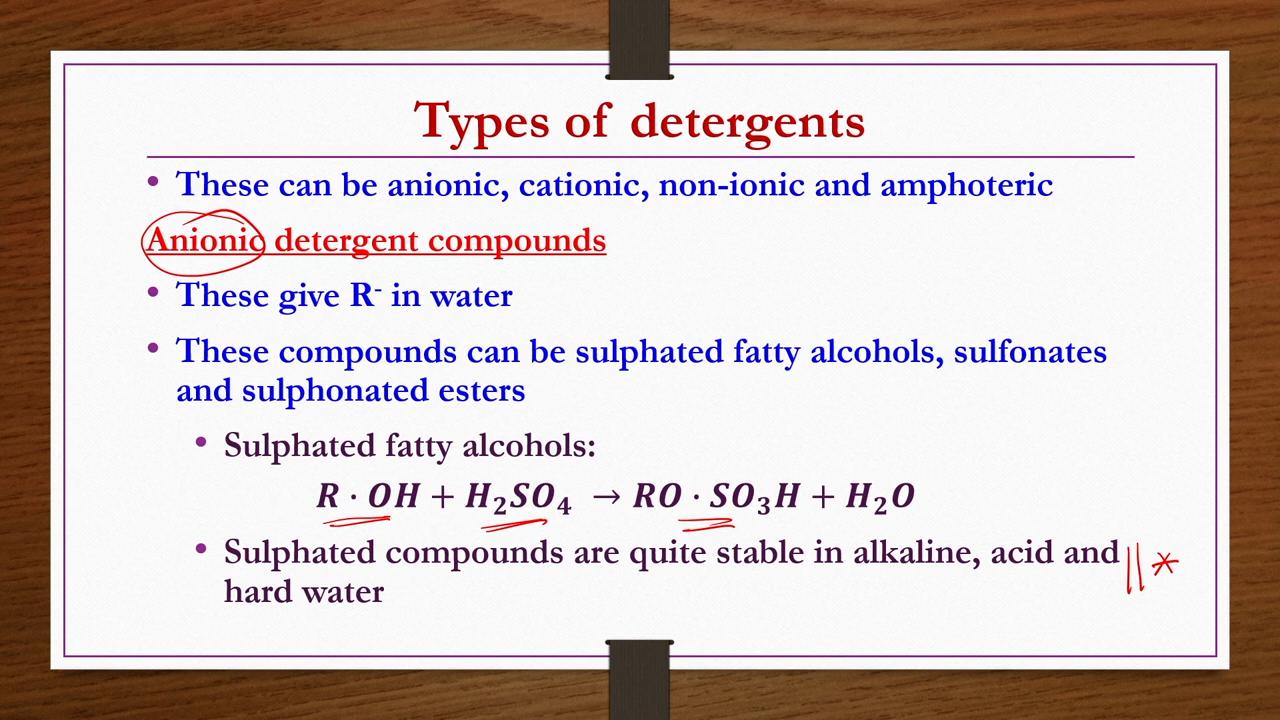 Types of detergents
• These can be anionic, cationic, non-ionic and amphoteric
Anionic detergent compounds
• These give R⁻ in water
• These compounds can be sulphated fatty alcohols, sulfonates
and sulphonated esters
• Sulphated fatty alcohols:
R · OH + H₂SO₄ → RO · SO₃H + H₂O
• Sulphated compounds are quite stable in alkaline, acid and ||*
hard water